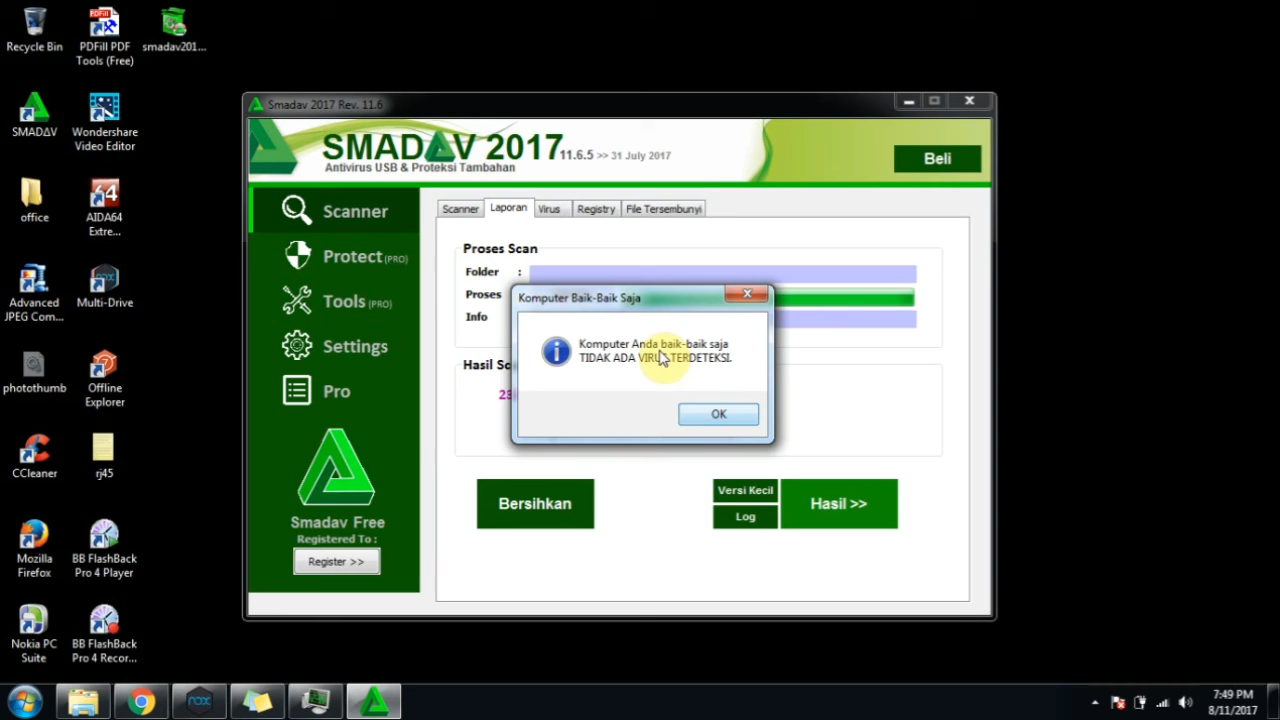 Recycle Bin
PDFill PDF
Tools (Free)
smadav201...
SMADΔV
Wondershare
Video Editor
office
AIDA64
Extre...
Advanced
JPEG Com...
Multi-Drive
photothumb
Offline
Explorer
CCleaner
rj45
Mozilla
Firefox
BB FlashBack
Pro 4 Player
Nokia PC
Suite
BB FlashBack
Pro 4 Recor...
Smadav 2017 Rev. 11.6
SMADΔV 2017 11.6.5 >> 31 July 2017
Antivirus USB & Proteksi Tambahan
Beli
Scanner
Protect (PRO)
Tools (PRO)
Settings
Pro
Smadav Free
Registered To :
Register >>
Scanner Laporan Virus Registry File Tersembunyi
Proses Scan
Folder :
Proses
Info
Hasil Sc
23
Komputer Baik-Baik Saja
Komputer Anda baik-baik saja
TIDAK ADA VIRUS TERDETEKSI.
OK
Bersihkan
Versi Kecil
Log
Hasil >>
nox
7:49 PM
8/11/2017